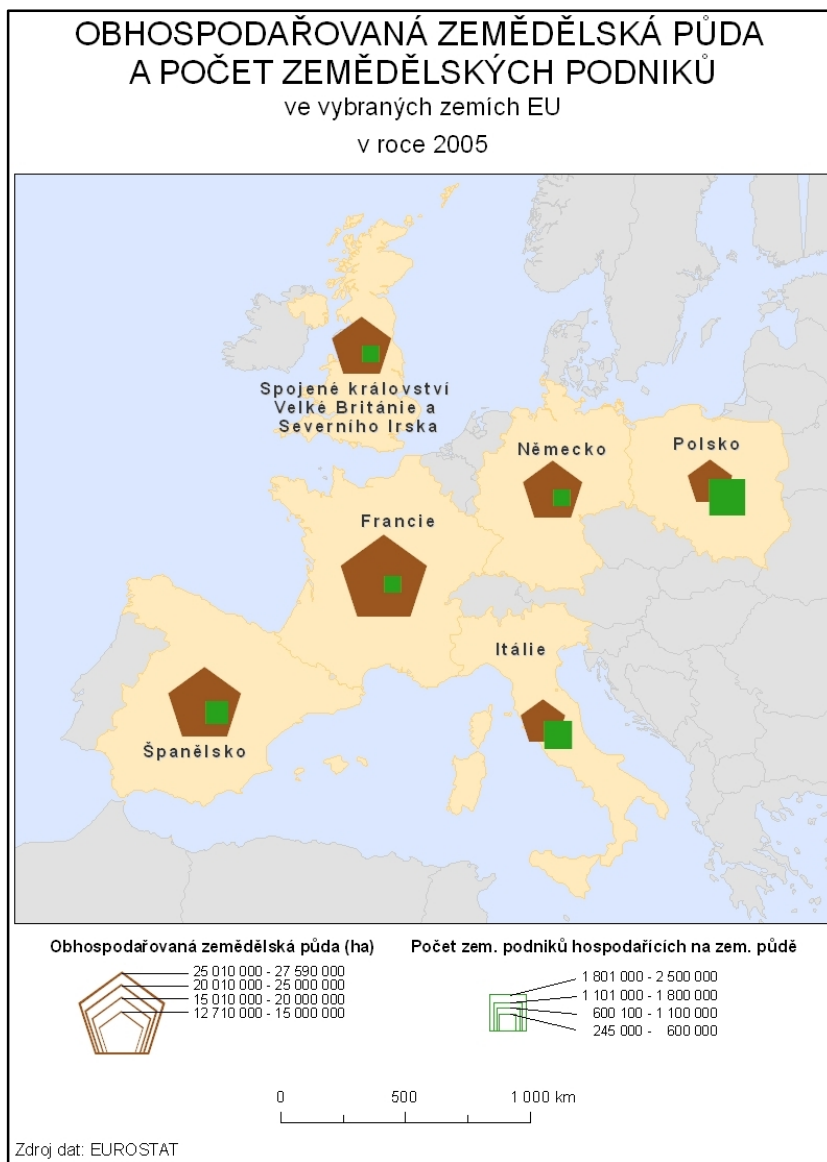 OBHOSPODAŘOVANÁ ZEMĚDĚLSKÁ PŮDA
A POČET ZEMĚDĚLSKÝCH PODNIKŮ
ve vybraných zemích EU
v roce 2005
Spojené království
Velké Británie a
Severního Irska
Německo
Polsko
Francie
Itálie
Španělsko
Obhospodařovaná zemědělská půda (ha)
25 010 000 - 27 590 000
20 010 000 - 25 000 000
15 010 000 - 20 000 000
12 710 000 - 15 000 000
Počet zem. podniků hospodařících na zem. půdě
1 801 000 - 2 500 000
1 101 000 - 1 800 000
600 100 - 1 100 000
245 000 - 600 000
0 500 1 000 km
Zdroj dat: EUROSTAT